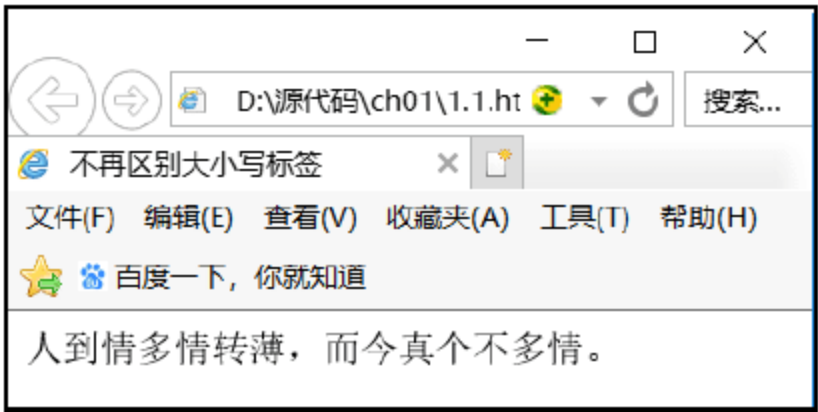 D:\源代码\ch01\1.1.ht 搜索...
不再区别大小写标签
文件(F) 编辑(E) 查看(V) 收藏夹(A) 工具(T) 帮助(H)
百度一下，你就知道
人到情多情转薄，而今真个不多情。